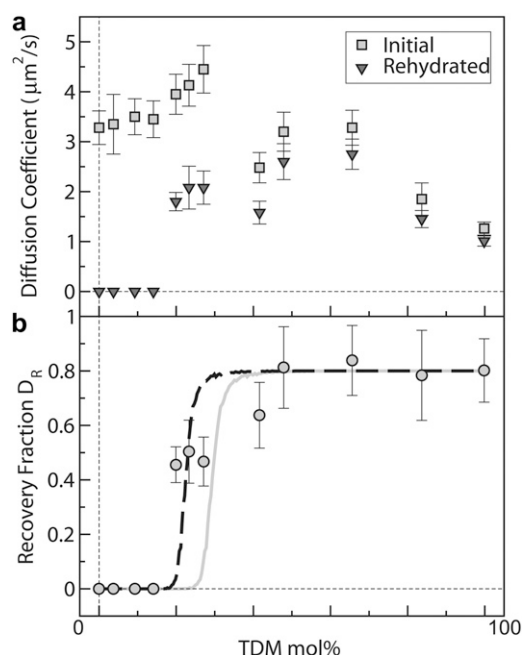 a
5
4
3
2
1
0
Diffusion Coefficient (μm²/s)
Initial
Rehydrated
b
1
0.8
0.6
0.4
0.2
0
Recovery Fraction D_R
0
50
100
TDM mol%